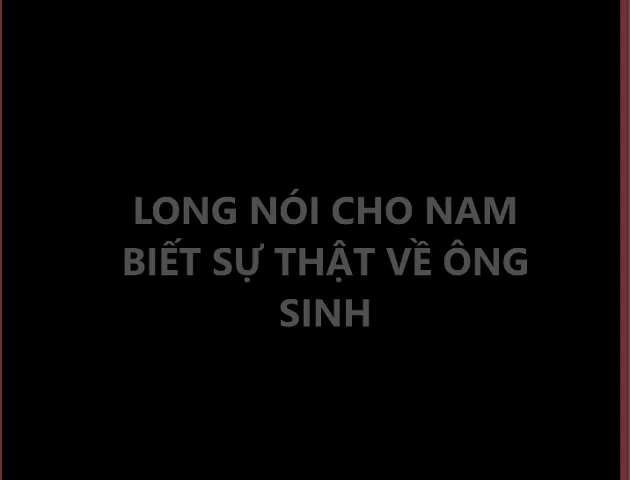 LONG NÓI CHO NAM
BIẾT SỰ THẬT VỀ ÔNG
SINH